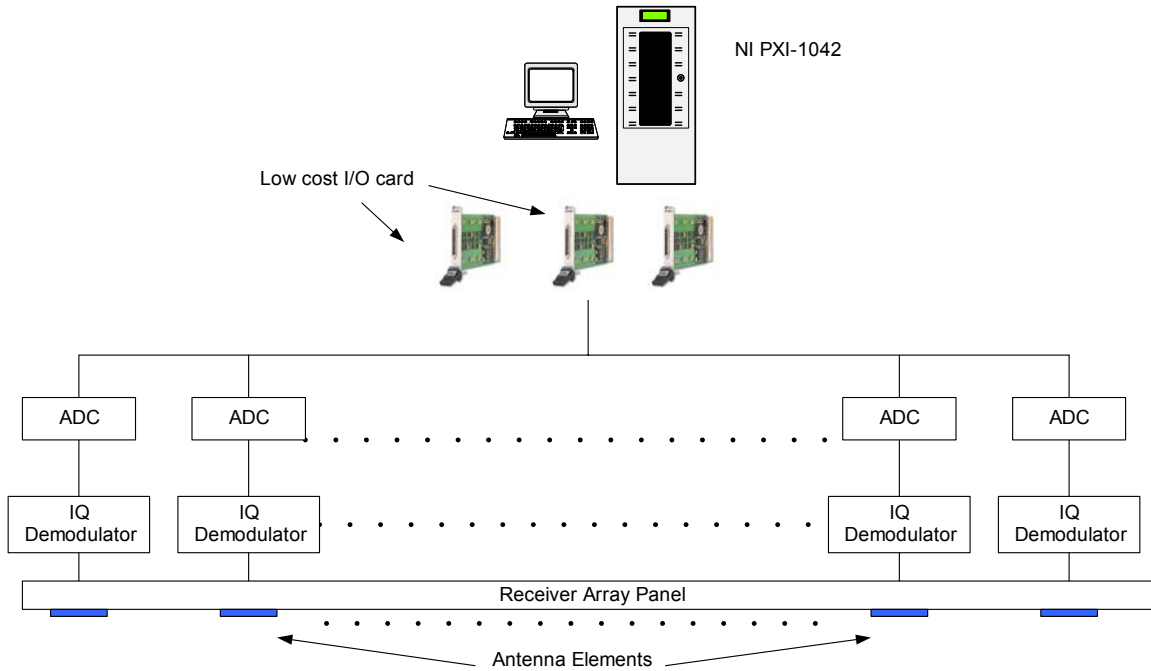 NI PXI-1042
Low cost I/O card
ADC
ADC
ADC
ADC
IQ
Demodulator
IQ
Demodulator
IQ
Demodulator
IQ
Demodulator
Receiver Array Panel
Antenna Elements